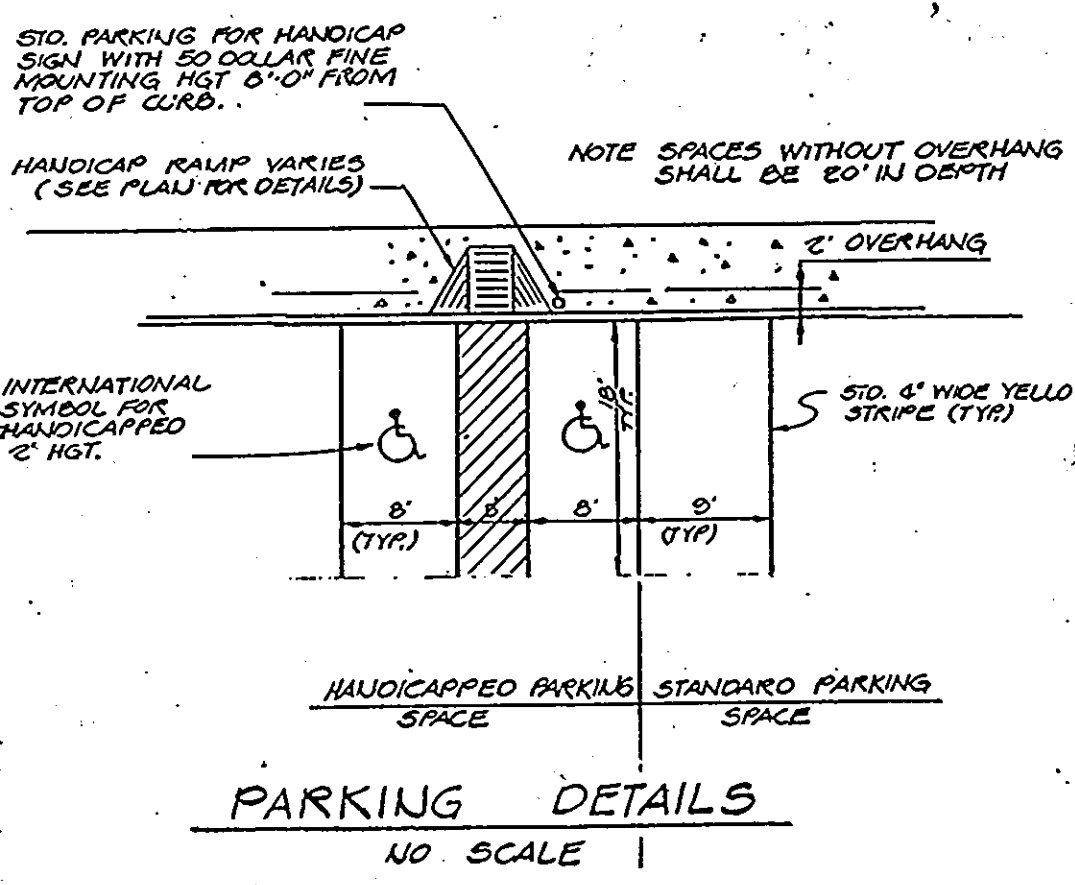 STD. PARKING FOR HANDICAP
SIGN WITH 50 DOLLAR FINE
MOUNTING HGT 8'-0" FROM
TOP OF CURB.
HANDICAP RAMP VARIES
(SEE PLAN FOR DETAILS)
NOTE SPACES WITHOUT OVERHANG
SHALL BE 20' IN DEPTH
2' OVERHANG
INTERNATIONAL
SYMBOL FOR
HANDICAPPED
2' HGT.
18'
TYP.
STD. 4" WIDE YELLO
STRIPE (TYP.)
8'
(TYP.)
8'
9'
(TYP)
HANDICAPPED PARKING
SPACE
STANDARD PARKING
SPACE
PARKING DETAILS
NO SCALE